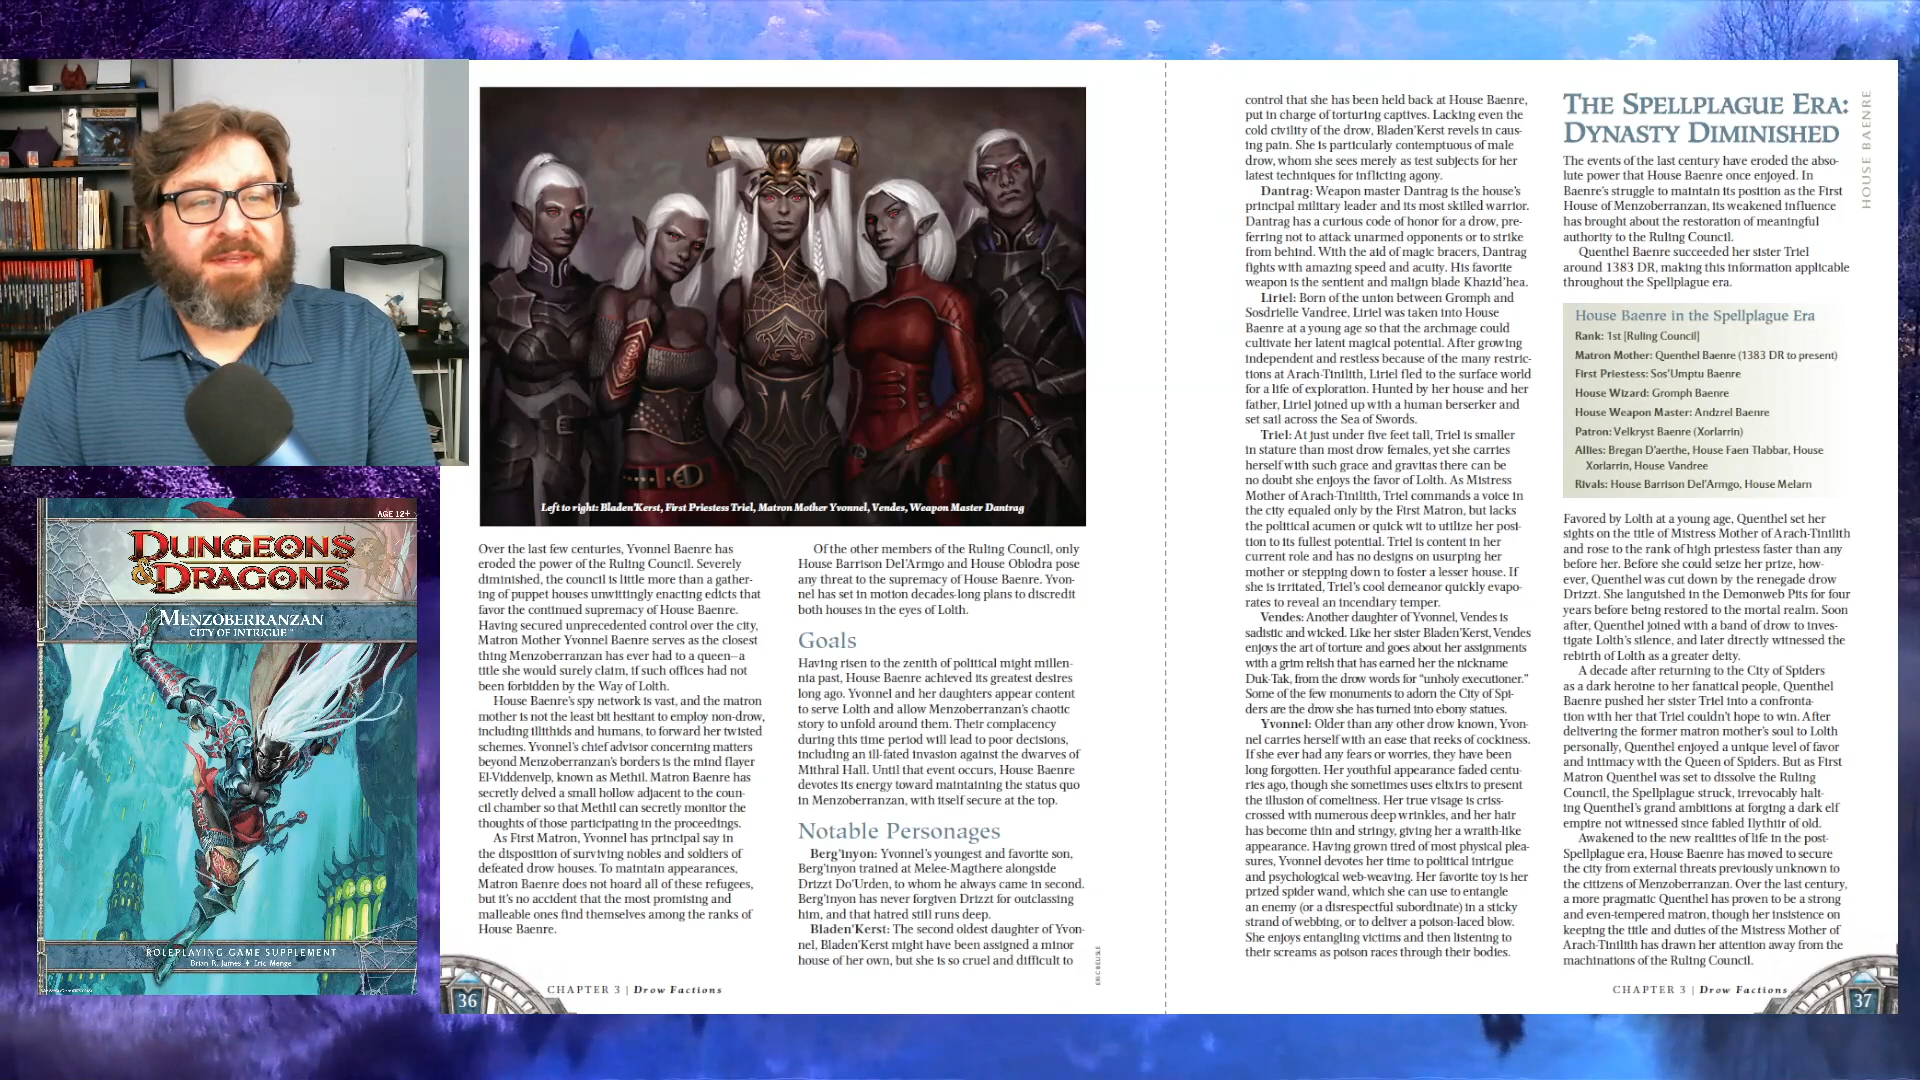 AGE 12+
DUNGEONS
& DRAGONS
MENZOBERRANZAN
CITY OF INTRIGUE™
ROLEPLAYING GAME SUPPLEMENT
Brian R. James ✦ Eric Menge
Left to right: Bladen'Kerst, First Priestess Triel, Matron Mother Yvonnel, Vendes, Weapon Master Dantrag
Over the last few centuries, Yvonnel Baenre has
eroded the power of the Ruling Council. Severely
diminished, the council is little more than a gather-
ing of puppet houses unwittingly enacting edicts that
favor the continued supremacy of House Baenre.
Having secured unprecedented control over the city,
Matron Mother Yvonnel Baenre serves as the closest
thing Menzoberranzan has ever had to a queen—a
title she would surely claim, if such offices had not
been forbidden by the Way of Lolth.
House Baenre's spy network is vast, and the matron
mother is not the least bit hesitant to employ non-drow,
including illithids and humans, to forward her twisted
schemes. Yvonnel's chief advisor concerning matters
beyond Menzoberranzan's borders is the mind flayer
El-Viddenvelp, known as Methil. Matron Baenre has
secretly delved a small hollow adjacent to the coun-
cil chamber so that Methil can secretly monitor the
thoughts of those participating in the proceedings.
As First Matron, Yvonnel has principal say in
the disposition of surviving nobles and soldiers of
defeated drow houses. To maintain appearances,
Matron Baenre does not hoard all of these refugees,
but it's no accident that the most promising and
malleable ones find themselves among the ranks of
House Baenre.
Of the other members of the Ruling Council, only
House Barrison Del'Armgo and House Oblodra pose
any threat to the supremacy of House Baenre. Yvon-
nel has set in motion decades-long plans to discredit
both houses in the eyes of Lolth.
Goals
Having risen to the zenith of political might millen-
nia past, House Baenre achieved its greatest desires
long ago. Yvonnel and her daughters appear content
to serve Lolth and allow Menzoberranzan's chaotic
story to unfold around them. Their complacency
during this time period will lead to poor decisions,
including an ill-fated invasion against the dwarves of
Mithral Hall. Until that event occurs, House Baenre
devotes its energy toward maintaining the status quo
in Menzoberranzan, with itself secure at the top.
Notable Personages
Berg'inyon: Yvonnel's youngest and favorite son,
Berg'inyon trained at Melee-Magthere alongside
Drizzt Do'Urden, to whom he always came in second.
Berg'inyon has never forgiven Drizzt for outclassing
him, and that hatred still runs deep.
Bladen'Kerst: The second oldest daughter of Yvon-
nel, Bladen'Kerst might have been assigned a minor
house of her own, but she is so cruel and difficult to
ERIC BELISLE
36
CHAPTER 3 | Drow Factions
control that she has been held back at House Baenre,
put in charge of torturing captives. Lacking even the
cold civility of the drow, Bladen'Kerst revels in caus-
ing pain. She is particularly contemptuous of male
drow, whom she sees merely as test subjects for her
latest techniques for inflicting agony.
Dantrag: Weapon master Dantrag is the house's
principal military leader and its most skilled warrior.
Dantrag has a curious code of honor for a drow, pre-
ferring not to attack unarmed opponents or to strike
from behind. With the aid of magic bracers, Dantrag
fights with amazing speed and acuity. His favorite
weapon is the sentient and malign blade Khazid'hea.
Liriel: Born of the union between Gromph and
Sosdrielle Vandree, Liriel was taken into House
Baenre at a young age so that the archmage could
cultivate her latent magical potential. After growing
independent and restless because of the many restric-
tions at Arach-Tinilith, Liriel fled to the surface world
for a life of exploration. Hunted by her house and her
father, Liriel joined up with a human berserker and
set sail across the Sea of Swords.
Triel: At just under five feet tall, Triel is smaller
in stature than most drow females, yet she carries
herself with such grace and gravitas there can be
no doubt she enjoys the favor of Lolth. As Mistress
Mother of Arach-Tinilith, Triel commands a voice in
the city equaled only by the First Matron, but lacks
the political acumen or quick wit to utilize her posi-
tion to its fullest potential. Triel is content in her
current role and has no designs on usurping her
mother or stepping down to foster a lesser house. If
she is irritated, Triel's cool demeanor quickly evapo-
rates to reveal an incendiary temper.
Vendes: Another daughter of Yvonnel, Vendes is
sadistic and wicked. Like her sister Bladen'Kerst, Vendes
enjoys the art of torture and goes about her assignments
with a grim relish that has earned her the nickname
Duk-Tak, from the drow words for "unholy executioner."
Some of the few monuments to adorn the City of Spi-
ders are the drow she has turned into ebony statues.
Yvonnel: Older than any other drow known, Yvon-
nel carries herself with an ease that reeks of cockiness.
If she ever had any fears or worries, they have been
long forgotten. Her youthful appearance faded centu-
ries ago, though she sometimes uses elixirs to present
the illusion of comeliness. Her true visage is criss-
crossed with numerous deep wrinkles, and her hair
has become thin and stringy, giving her a wraith-like
appearance. Having grown tired of most physical plea-
sures, Yvonnel devotes her time to political intrigue
and psychological web-weaving. Her favorite toy is her
prized spider wand, which she can use to entangle
an enemy (or a disrespectful subordinate) in a sticky
strand of webbing, or to deliver a poison-laced blow.
She enjoys entangling victims and then listening to
their screams as poison races through their bodies.
THE SPELLPLAGUE ERA:
DYNASTY DIMINISHED
HOUSE BAENRE
The events of the last century have eroded the abso-
lute power that House Baenre once enjoyed. In
Baenre's struggle to maintain its position as the First
House of Menzoberranzan, its weakened influence
has brought about the restoration of meaningful
authority to the Ruling Council.
Quenthel Baenre succeeded her sister Triel
around 1383 DR, making this information applicable
throughout the Spellplague era.
House Baenre in the Spellplague Era
Rank: 1st [Ruling Council]
Matron Mother: Quenthel Baenre (1383 DR to present)
First Priestess: Sos'Umptu Baenre
House Wizard: Gromph Baenre
House Weapon Master: Andzrel Baenre
Patron: Velkryst Baenre (Xorlarrin)
Allies: Bregan D'aerthe, House Faen Tlabbar, House
Xorlarrin, House Vandree
Rivals: House Barrison Del'Armgo, House Melarn
Favored by Lolth at a young age, Quenthel set her
sights on the title of Mistress Mother of Arach-Tinilith
and rose to the rank of high priestess faster than any
before her. Before she could seize her prize, how-
ever, Quenthel was cut down by the renegade drow
Drizzt. She languished in the Demonweb Pits for four
years before being restored to the mortal realm. Soon
after, Quenthel joined with a band of drow to inves-
tigate Lolth's silence, and later directly witnessed the
rebirth of Lolth as a greater deity.
A decade after returning to the City of Spiders
as a dark heroine to her fanatical people, Quenthel
Baenre pushed her sister Triel into a confronta-
tion with her that Triel couldn't hope to win. After
delivering the former matron mother's soul to Lolth
personally, Quenthel enjoyed a unique level of favor
and intimacy with the Queen of Spiders. But as First
Matron Quenthel was set to dissolve the Ruling
Council, the Spellplague struck, irrevocably halt-
ing Quenthel's grand ambitions at forging a dark elf
empire not witnessed since fabled Ilythiir of old.
Awakened to the new realities of life in the post-
Spellplague era, House Baenre has moved to secure
the city from external threats previously unknown to
the citizens of Menzoberranzan. Over the last century,
a more pragmatic Quenthel has proven to be a strong
and even-tempered matron, though her insistence on
keeping the title and duties of the Mistress Mother of
Arach-Tinilith has drawn her attention away from the
machinations of the Ruling Council.
CHAPTER 3 | Drow Factions
37